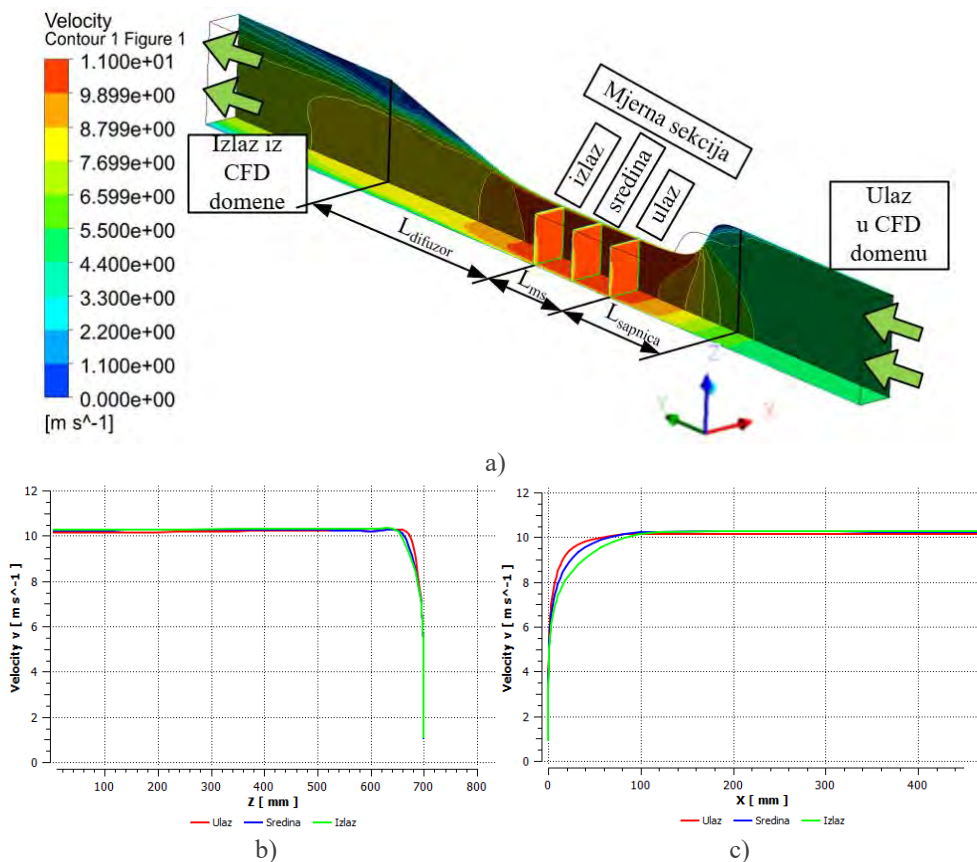 Velocity
Contour 1 Figure 1
1.100e+01
9.899e+00
8.799e+00
7.699e+00
6.599e+00
5.500e+00
4.400e+00
3.300e+00
2.200e+00
1.100e+00
0.000e+00
[m s^-1]
Izlaz iz
CFD
domene
Mjerna sekcija
izlaz
sredina
ulaz
Ulaz
u CFD
domenu
Ldifuzor
Lms
Lsapnica
Z
Y
a)
Velocity v [ m s^-1 ]
12
10
8
6
4
2
0
100 200 300 400 500 600 700 800
Z [ mm ]
Ulaz Sredina Izlaz
b)
Velocity v [ m s^-1 ]
12
10
8
6
4
2
0
0 100 200 300 400
X [ mm ]
Ulaz Sredina Izlaz
c)